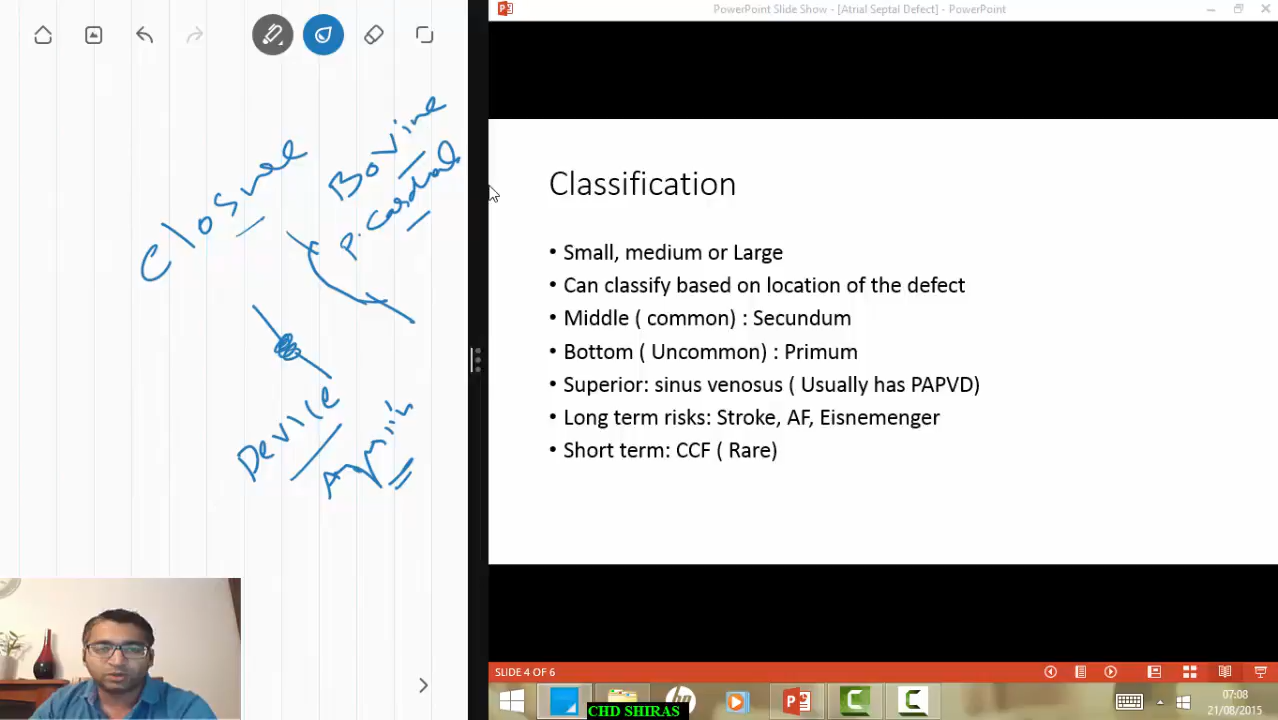 PowerPoint Slide Show - [Atrial Septal Defect] - PowerPoint
Closure
Bovine
P. Cardial
Device
Classification
• Small, medium or Large
• Can classify based on location of the defect
• Middle ( common) : Secundum
• Bottom ( Uncommon) : Primum
• Superior: sinus venosus ( Usually has PAPVD)
• Long term risks: Stroke, AF, Eisnemenger
• Short term: CCF ( Rare)
SLIDE 4 OF 6
CHD SHIRAS
07:08
21/08/2015